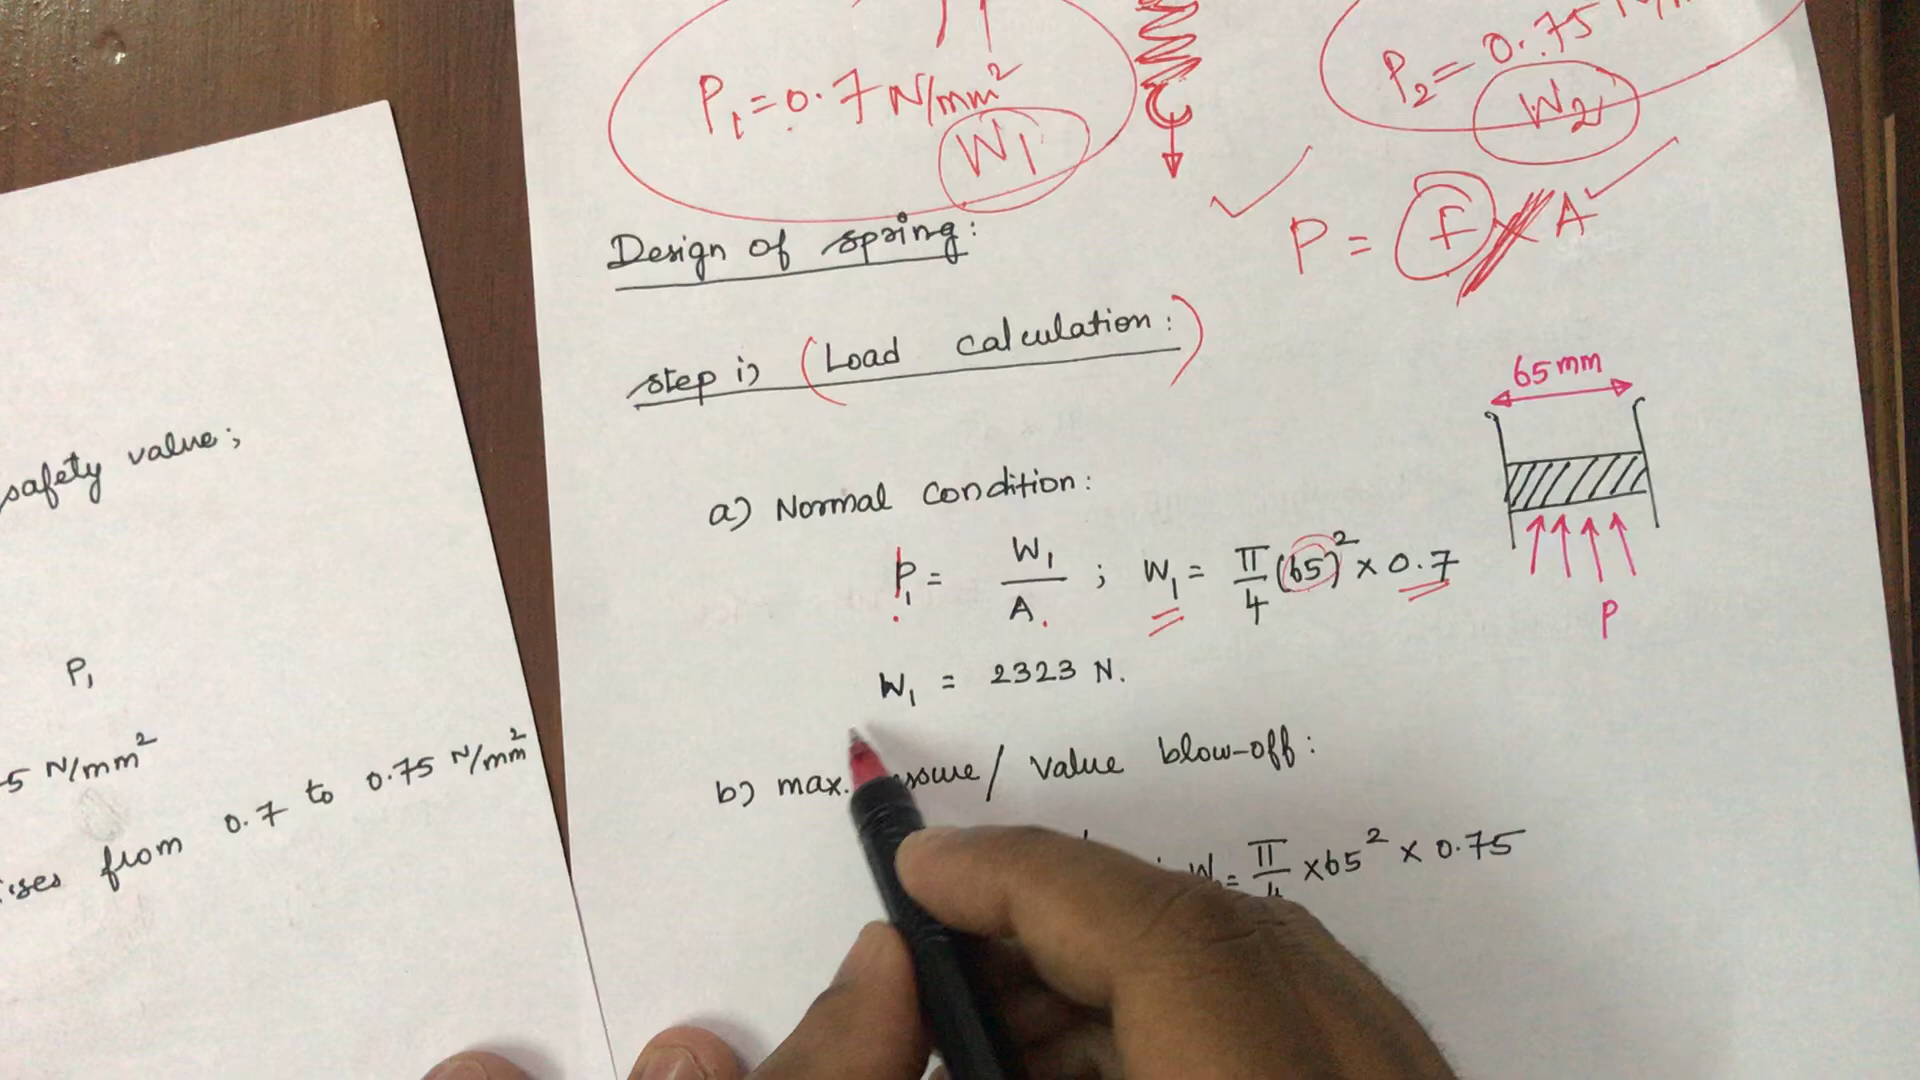 P₁ = 0.7 N/mm²
W1
P₂ = 0.75
W2
P = F / A
Design of spring:
step i) (Load calculation:)
65 mm
a) Normal condition:
P₁ = W₁/A ; W₁ = π/4 (65)² × 0.7
P
W₁ = 2323 N.
b) max. / value blow-off:
W = π/4 × 65² × 0.75
safety value;
P₁
5 N/mm²
from 0.7 to 0.75 N/mm²